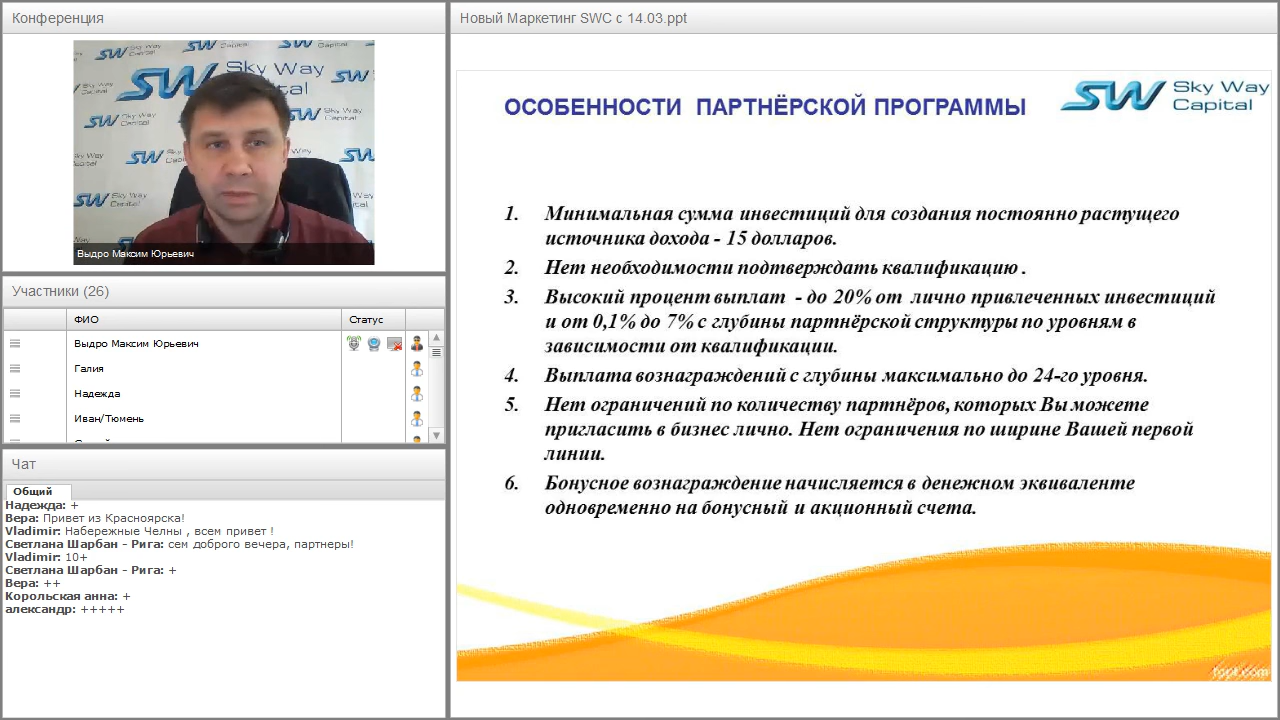 Конференция
Sky Way
Capital
Выдро Максим Юрьевич
Участники (26)
ФИО
Статус
Выдро Максим Юрьевич
Галия
Надежда
Иван/Тюмень
Чат
Общий
Надежда: +
Вера: Привет из Красноярска!
Vladimir: Набережные Челны , всем привет !
Светлана Шарбан - Рига: сем доброго вечера, партнеры!
Vladimir: 10+
Светлана Шарбан - Рига: +
Вера: ++
Корольская анна: +
александр: +++++
Новый Маркетинг SWC с 14.03.ppt
ОСОБЕННОСТИ ПАРТНЁРСКОЙ ПРОГРАММЫ
SW Sky Way
Capital
1. Минимальная сумма инвестиций для создания постоянно растущего
источника дохода - 15 долларов.
2. Нет необходимости подтверждать квалификацию .
3. Высокий процент выплат - до 20% от лично привлеченных инвестиций
и от 0,1% до 7% с глубины партнёрской структуры по уровням в
зависимости от квалификации.
4. Выплата вознаграждений с глубины максимально до 24-го уровня.
5. Нет ограничений по количеству партнёров, которых Вы можете
пригласить в бизнес лично. Нет ограничения по ширине Вашей первой
линии.
6. Бонусное вознаграждение начисляется в денежном эквиваленте
одновременно на бонусный и акционный счета.
fppt.com